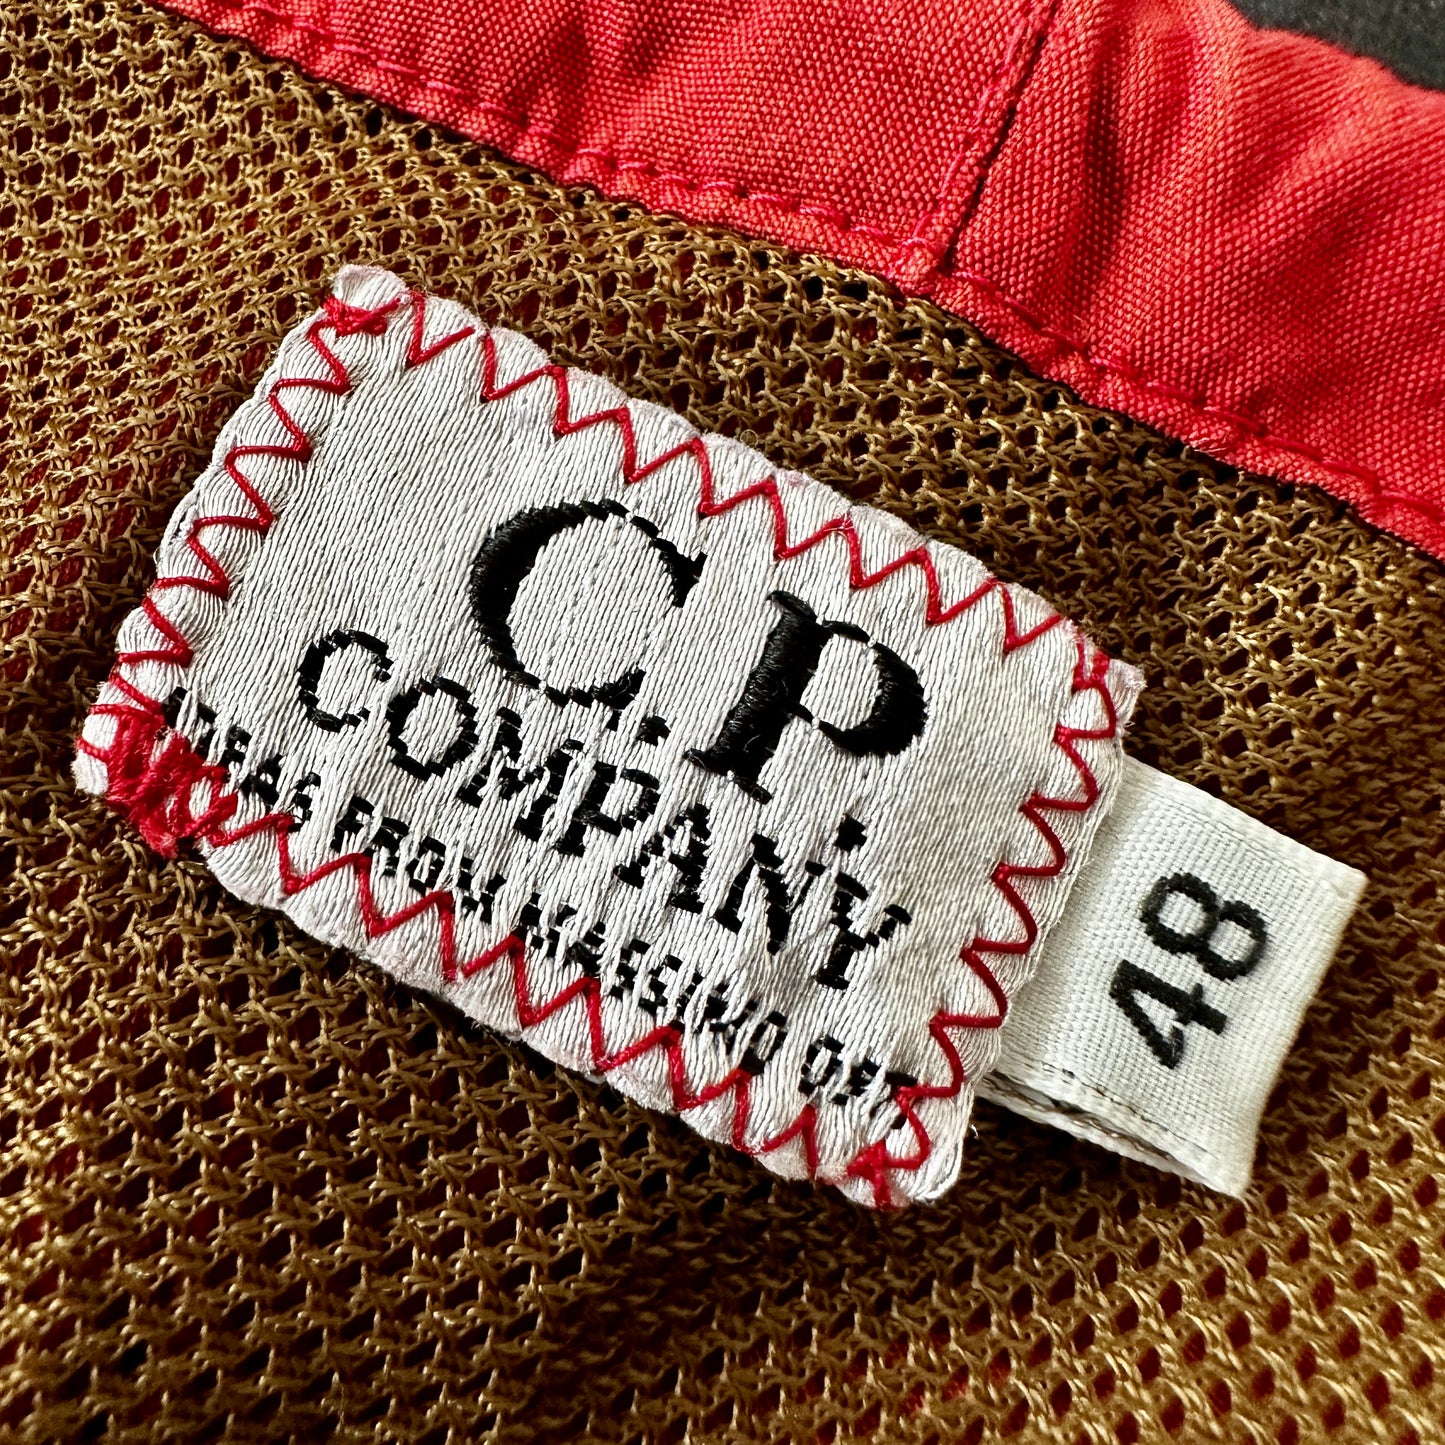 C.P.
COMPANY
IDEAS FROM MASSIMO OSTI
48